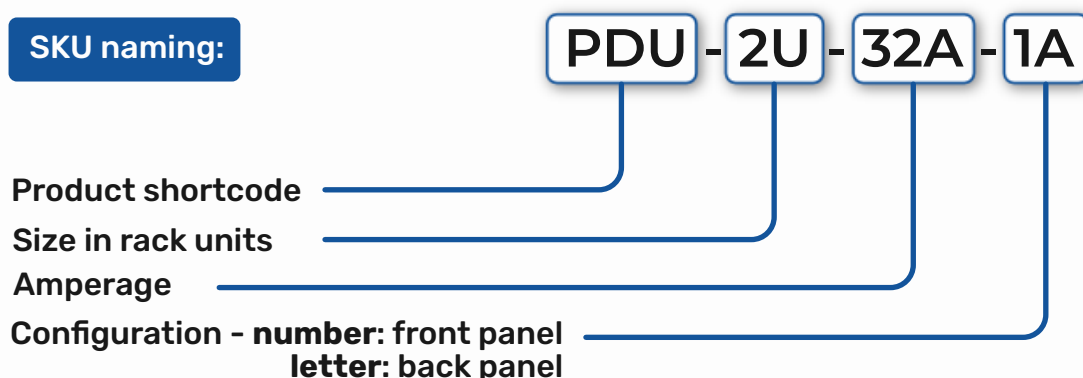 SKU naming:
PDU - 2U - 32A - 1A
Product shortcode
Size in rack units
Amperage
Configuration - number: front panel
letter: back panel